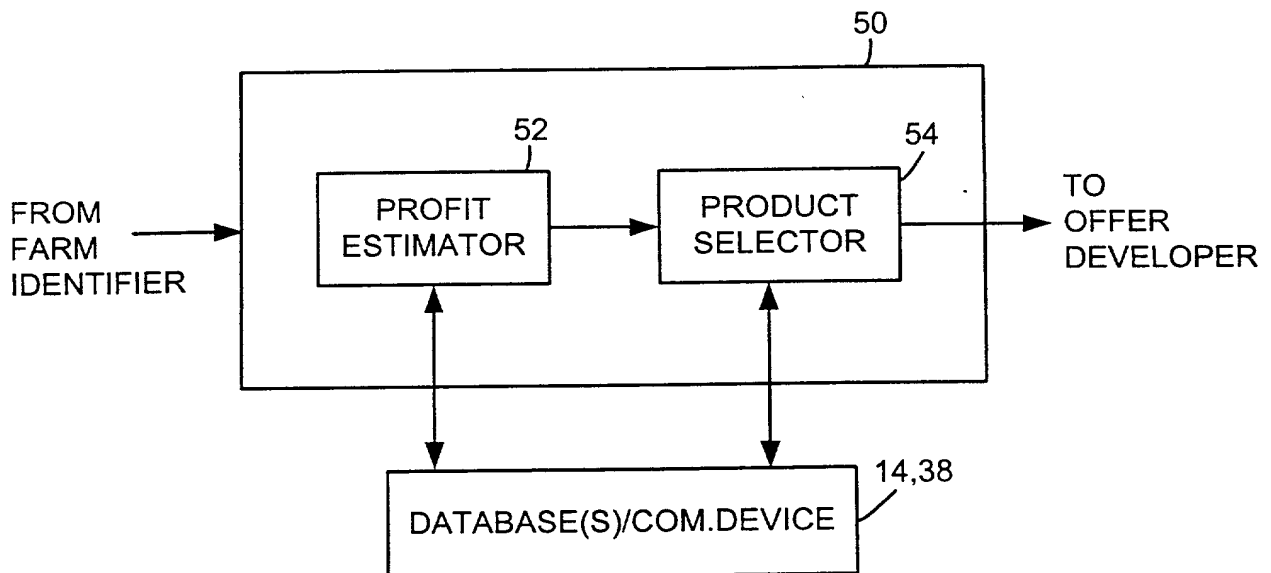 50
52
54
FROM
FARM
IDENTIFIER
PROFIT
ESTIMATOR
PRODUCT
SELECTOR
TO
OFFER
DEVELOPER
14,38
DATABASE(S)/COM.DEVICE